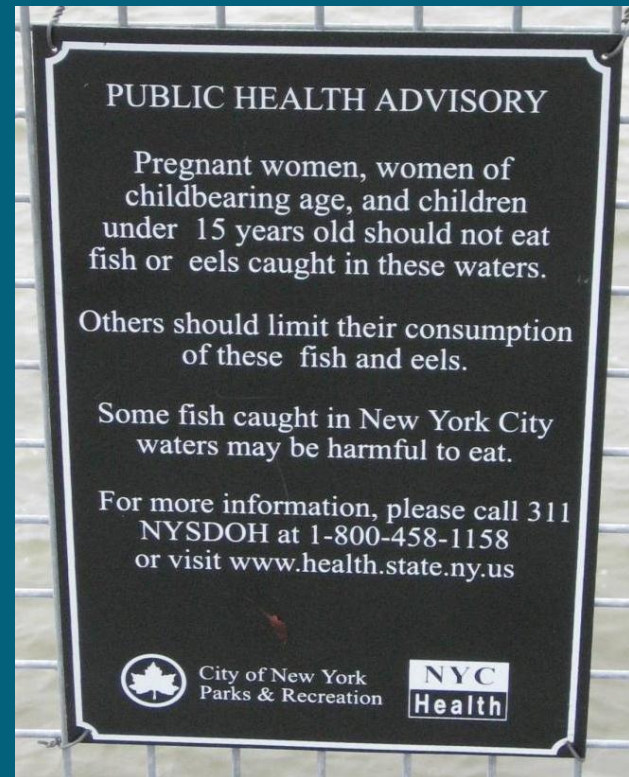 PUBLIC HEALTH ADVISORY
Pregnant women, women of
childbearing age, and children
under 15 years old should not eat
fish or eels caught in these waters.
Others should limit their consumption
of these fish and eels.
Some fish caught in New York City
waters may be harmful to eat.
For more information, please call 311
NYSDOH at 1-800-458-1158
or visit www.health.state.ny.us
City of New York
Parks & Recreation
NYC
Health